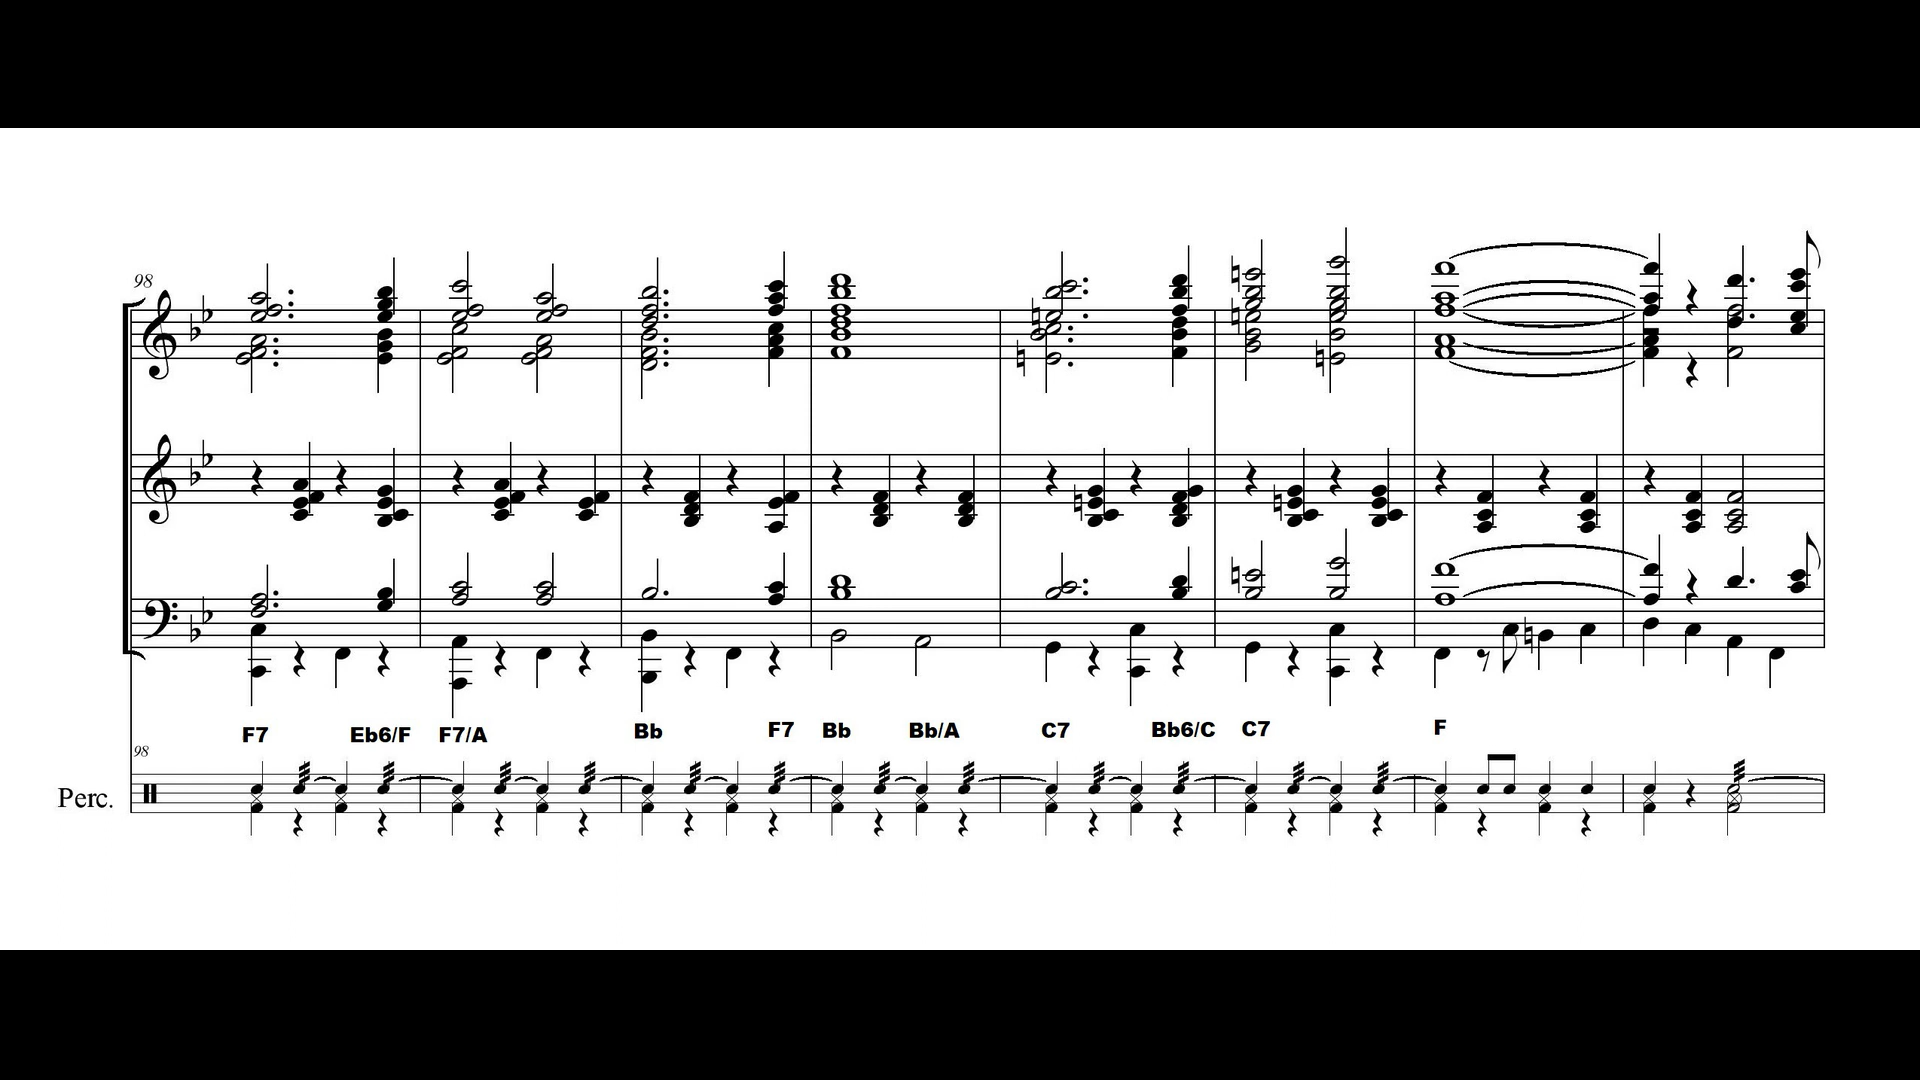 98
F7 Eb6/F F7/A Bb F7 Bb Bb/A C7 Bb6/C C7 F
98
Perc.